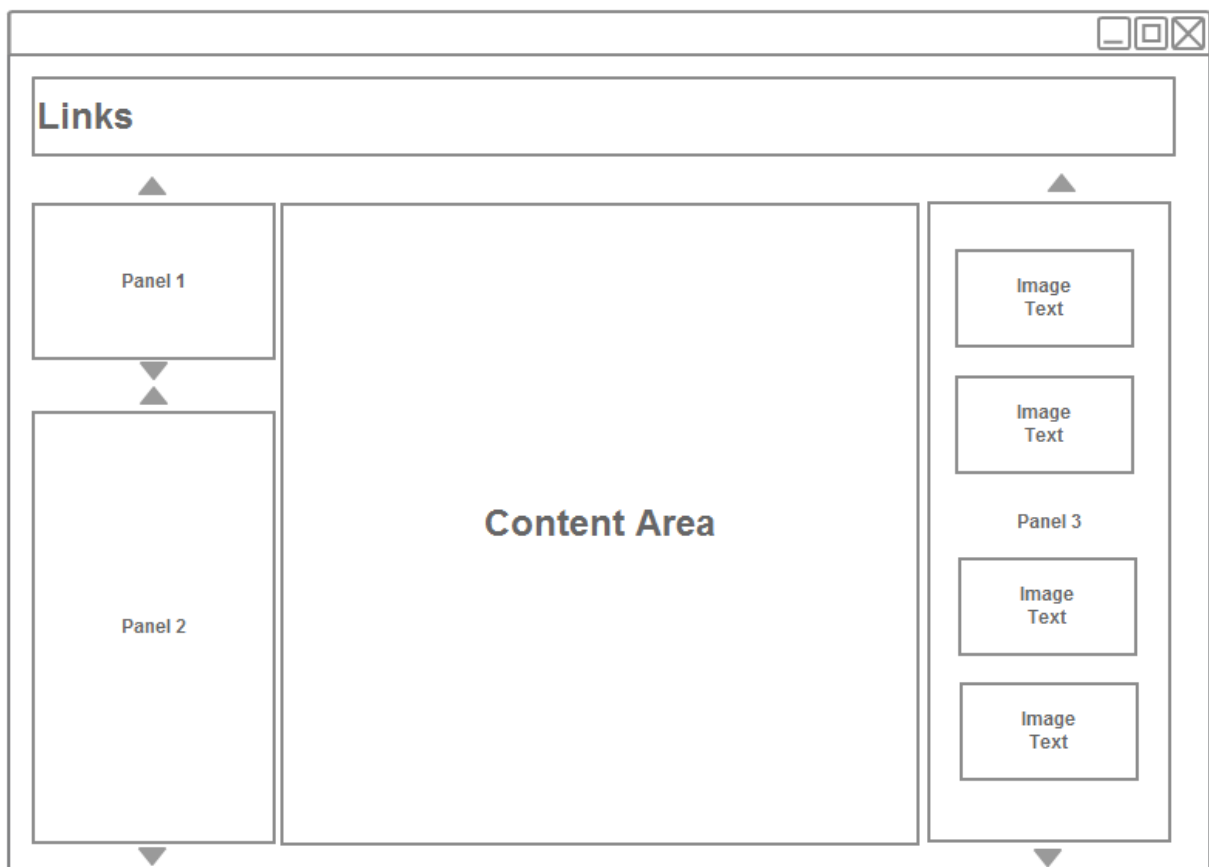 Links
Panel 1
Panel 2
Content Area
Image
Text
Image
Text
Panel 3
Image
Text
Image
Text